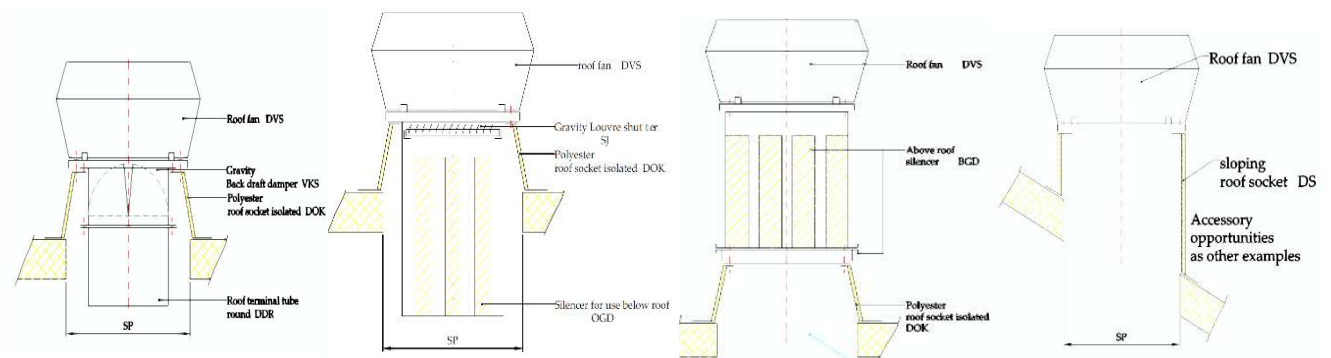 Roof fan DVS
Gravity
Back draft damper VKS
Polyester
roof socket isolated DOK
Roof terminal tube
round DDR
SP
roof fan DVS
Gravity Louvre shut ter
SJ
Polyester
roof socket isolated DOK
Silencer for use below roof
OGD
SP
Roof fan DVS
Above roof
silencer BGD
Polyester
roof socket isolated
DOK
Roof fan DVS
sloping
roof socket DS
Accessory
opportunities
as other examples
SP